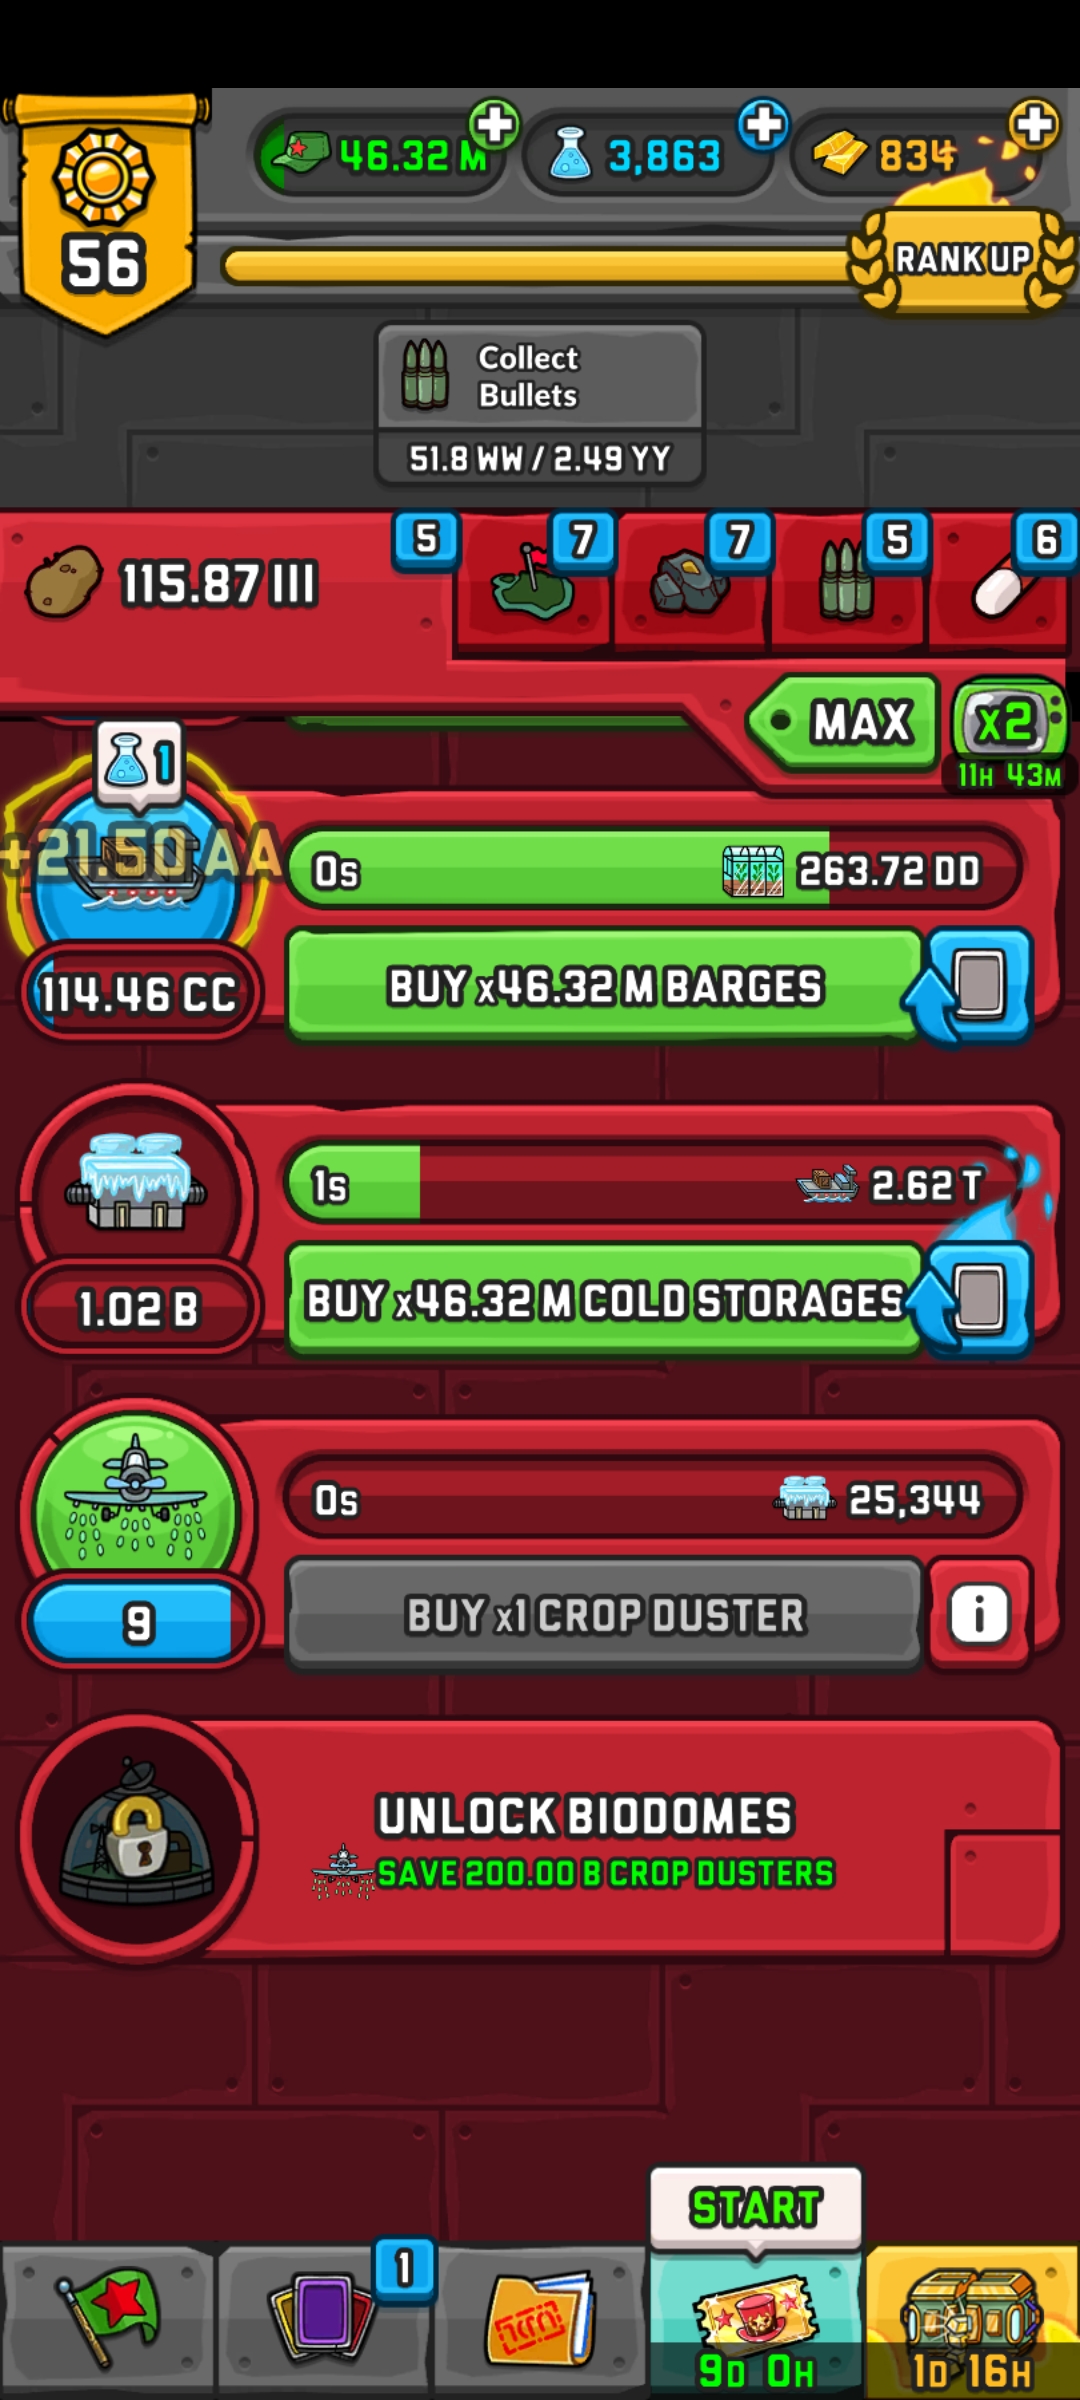 46.32 M
3,863
834
56
RANK UP
Collect
Bullets
51.8 WW / 2.49 YY
5
7
7
5
6
115.87 III
MAX
x2
11H 43M
1
+21.50 AA
0s
263.72 DD
114.46 CC
BUY x46.32 M BARGES
1s
2.62 T
1.02 B
BUY x46.32 M COLD STORAGES
0s
25,344
9
BUY x1 CROP DUSTER
i
UNLOCK BIODOMES
SAVE 200.00 B CROP DUSTERS
START
1
9D 0H
1D 16H